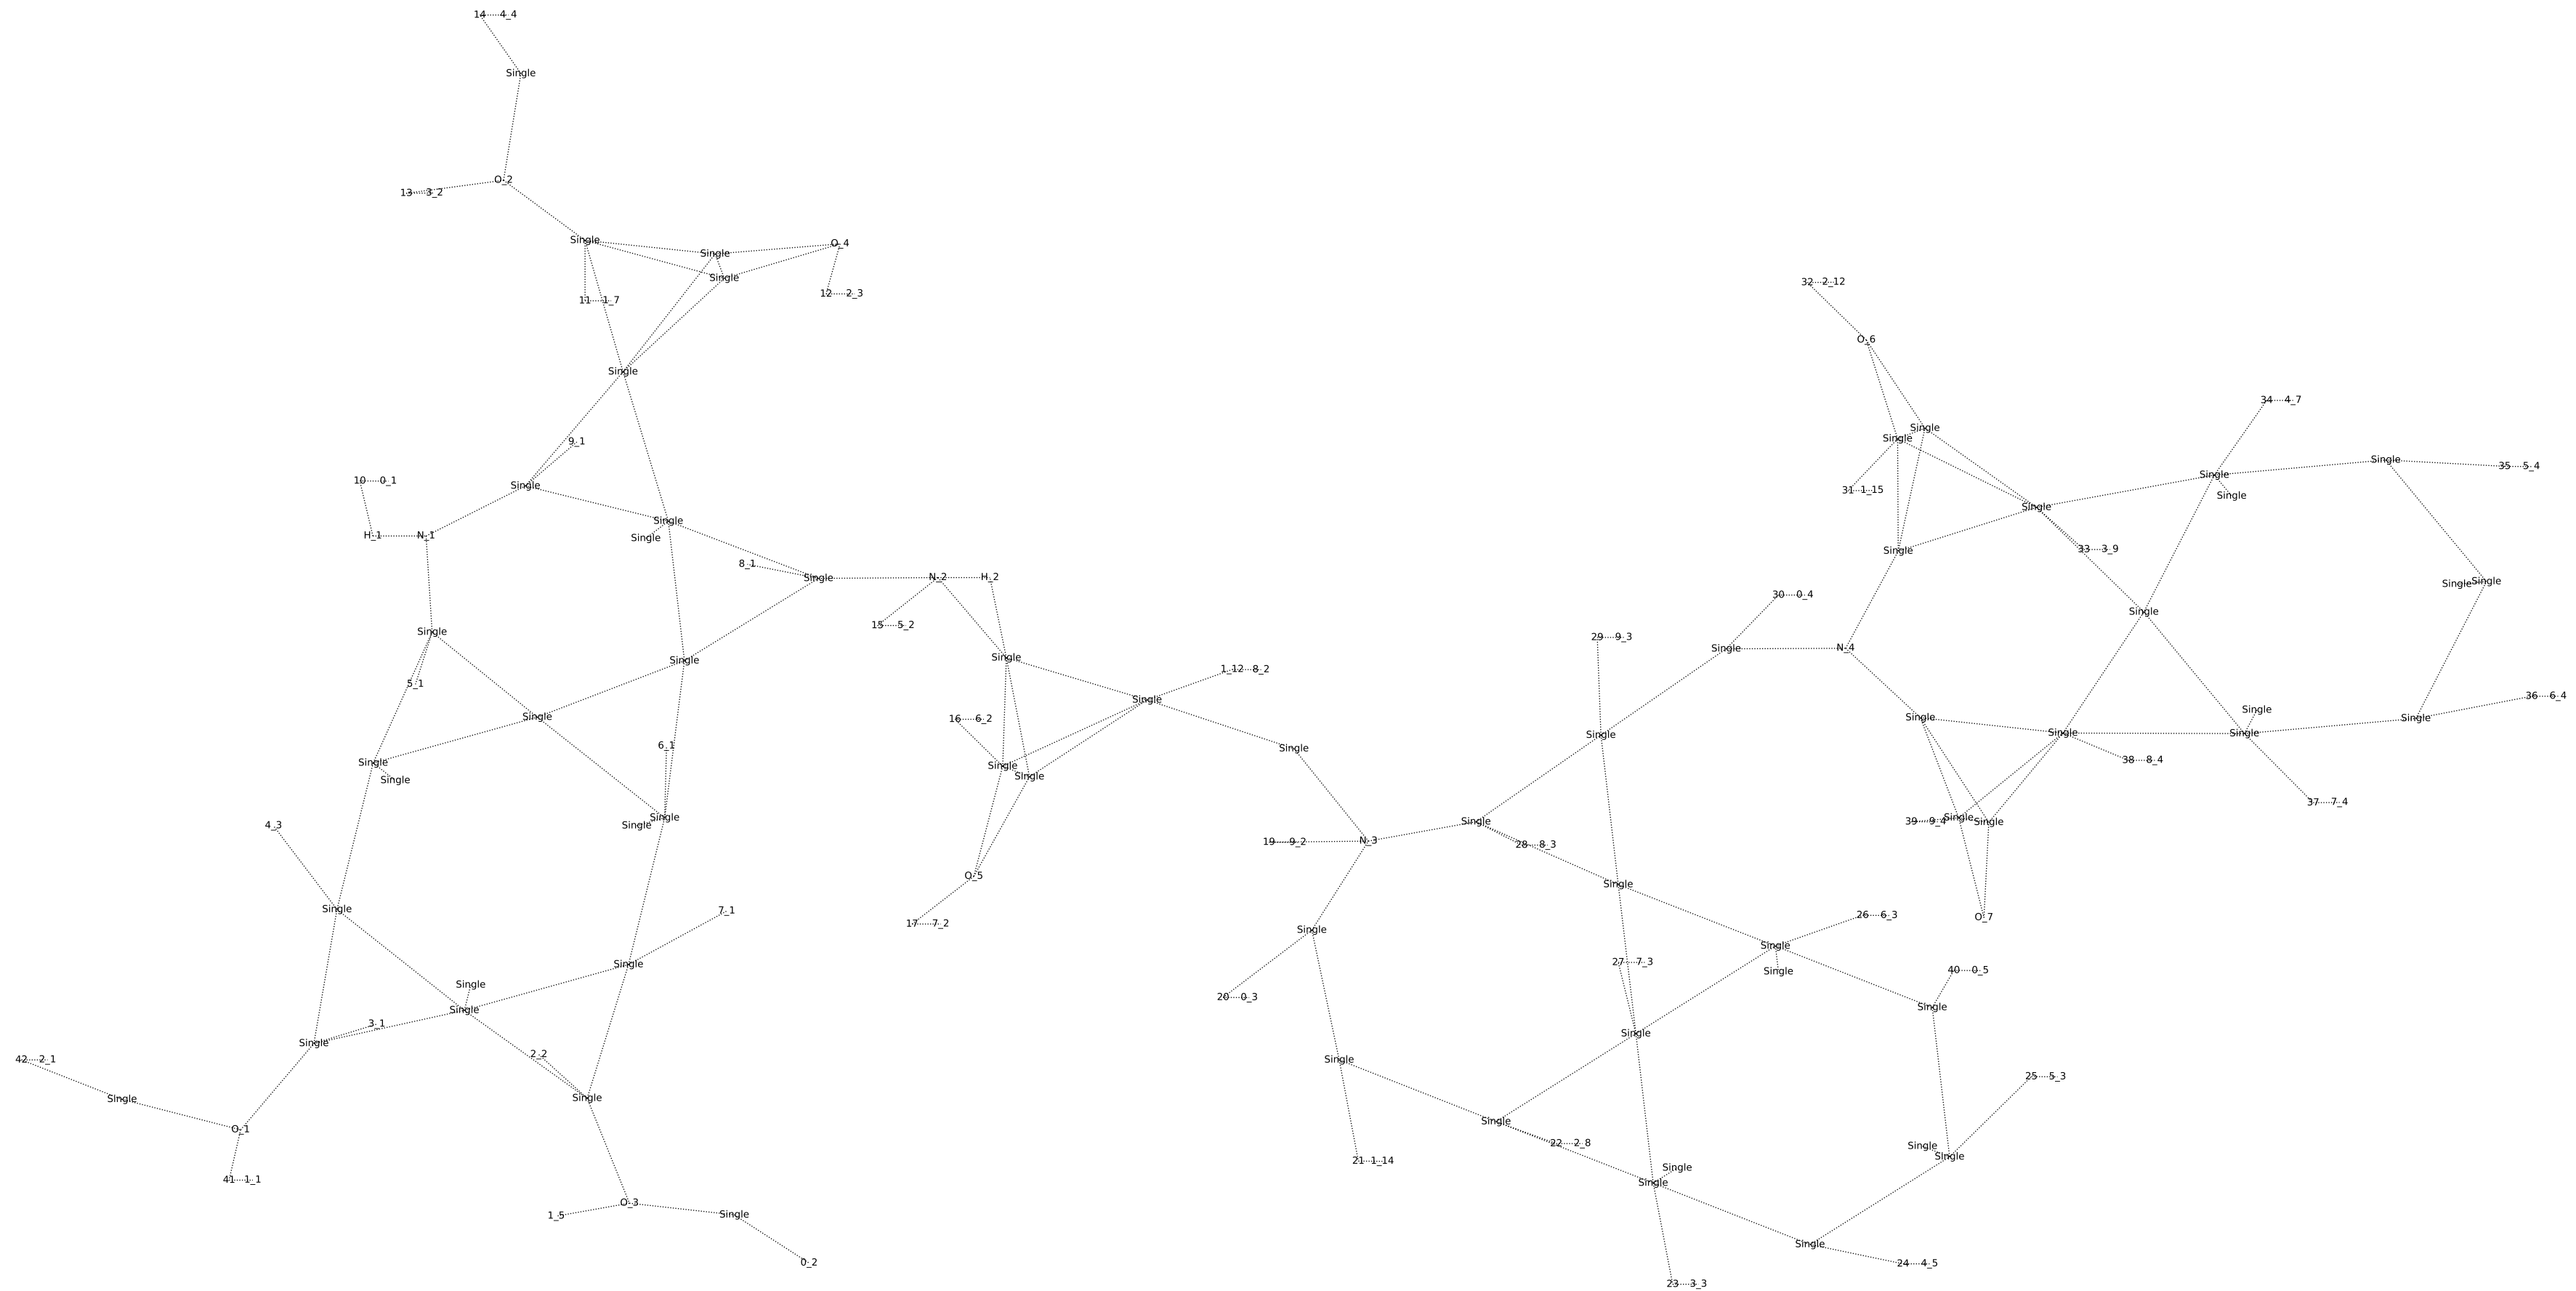 14 4_4
Single
O_2
13 3_2
Single
Single
O_4
Single
32 2_12
12 2_3
11 1_7
O_6
Single
34 4_7
Single
Single
9_1
35 5_4
Single
Single
10 0_1
Single
31 1_15
Single
Single
Single
H_1 N_1
Single
33 3_9
Single
8_1
Single N_2 H_2
Single Single
30 0_4
Single
15 5_2
Single
29 9_3
Single N_4
Single
Single
1_12 8_2
5_1
36 6_4
Single
Single
Single
Single
Single
16 6_2
Single
Single
Single
Single
6_1
Single
38 8_4
Single
Single
Single
Single
37 7_4
Single
Single
39 9_4 Single Single
Single
4_3
Single
19 9_2 N_3
28 8_3
O_5
Single
Single
7_1
26 6_3
O_7
17 7_2
Single
Single
27 7_3
Single
40 0_5
Single
Single
20 0_3
Single
Single
3_1
Single
Single
2_2
42 2_1
Single
25 5_3
Single
Single
Single
O_1
22 2_8
Single
Single
21 1_14
Single
41 1_1
Single
O_3
1_5
Single
Single
0_2
24 4_5
23 3_3